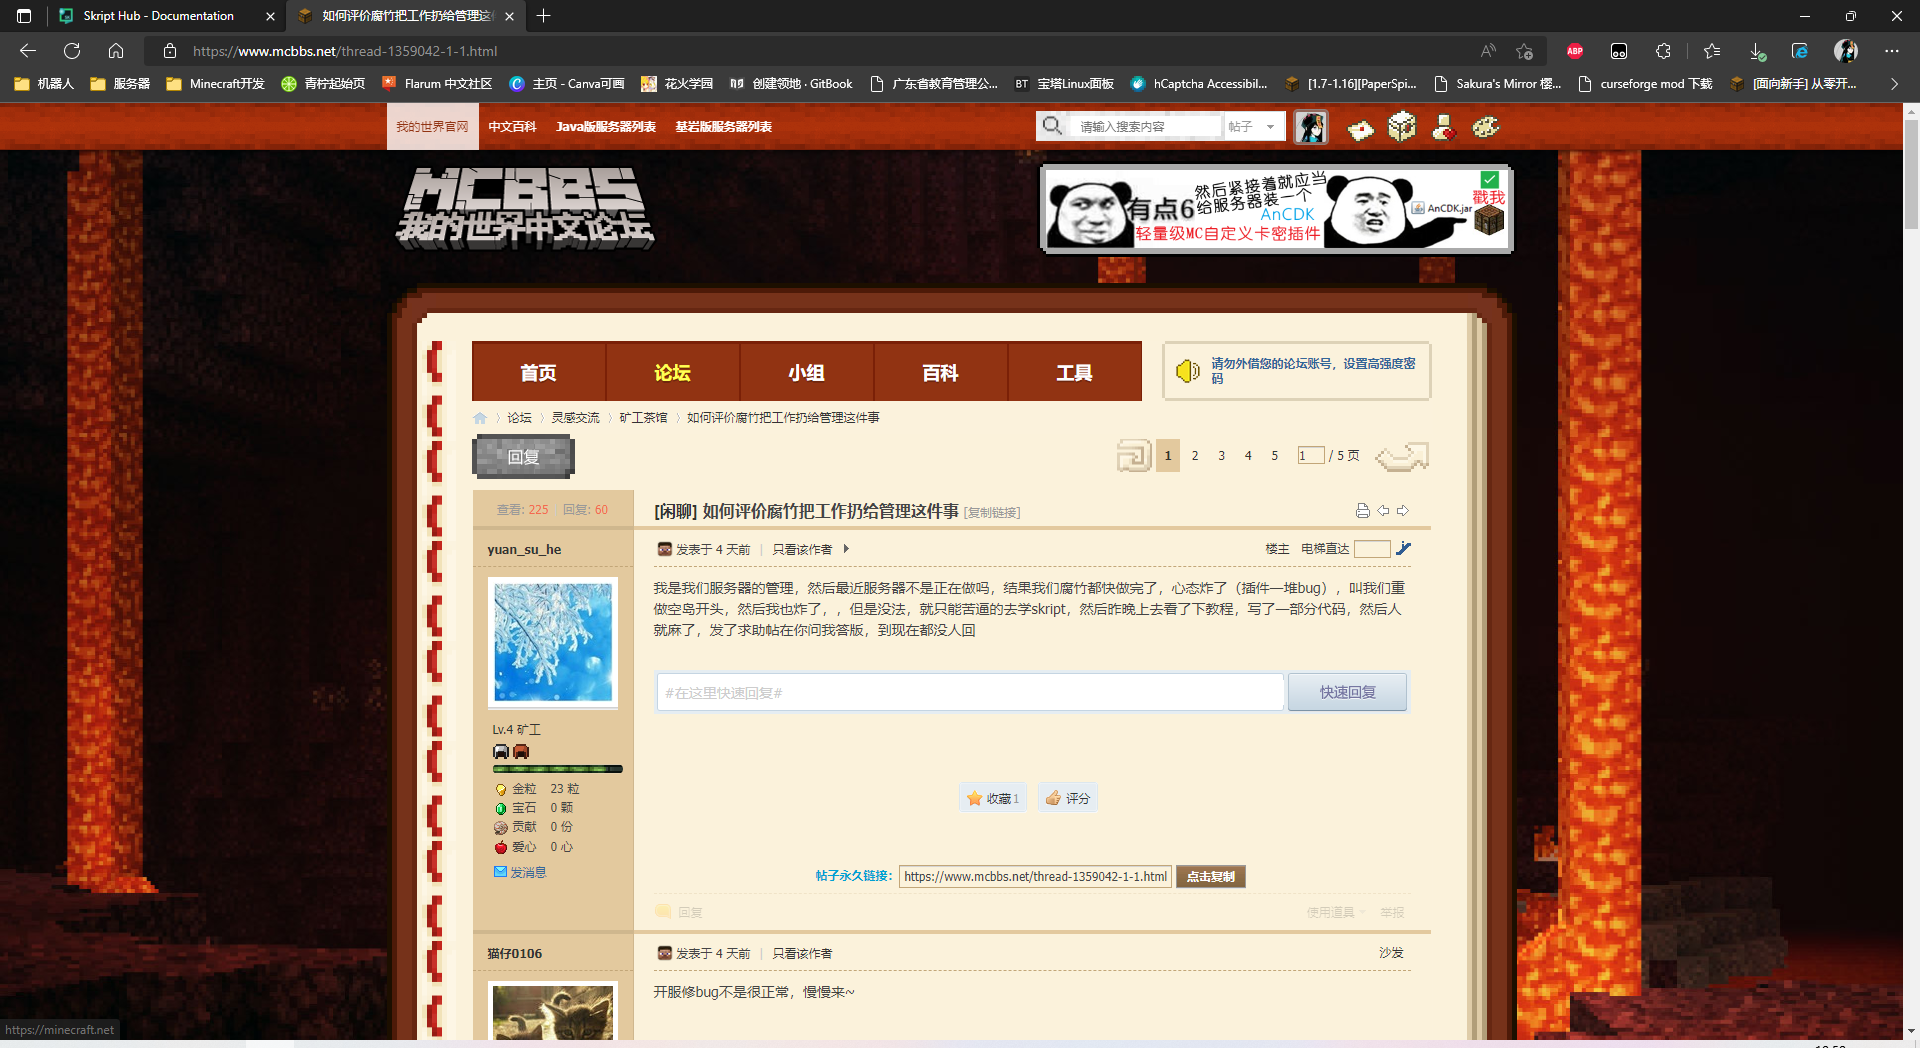 Skript Hub - Documentation
如何评价腐竹把工作扔给管理这件
https://www.mcbbs.net/thread-1359042-1-1.html
ABP
机器人 服务器 Minecraft开发 青柠起始页 Flarum 中文社区 主页 - Canva可画 花火学园 创建领地 · GitBook 广东省教育管理公... BT 宝塔Linux面板 hCaptcha Accessibil... [1.7-1.16][PaperSpi... Sakura's Mirror 樱... curseforge mod 下载 [面向新手] 从零开...
我的世界官网 中文百科 Java版服务器列表 基岩版服务器列表
请输入搜索内容 帖子
MCBBS
我的世界中文论坛
有点6
然后紧接着就应当
给服务器装一个
AnCDK
轻量级MC自定义卡密插件
AnCDK.jar
戳我
首页 论坛 小组 百科 工具
请勿外借您的论坛账号，设置高强度密
码
论坛 灵感交流 矿工茶馆 如何评价腐竹把工作扔给管理这件事
回复
1 2 3 4 5 1 / 5 页
查看: 225 回复: 60
[闲聊] 如何评价腐竹把工作扔给管理这件事 [复制链接]
yuan_su_he
发表于 4 天前 | 只看该作者
楼主 电梯直达
我是我们服务器的管理，然后最近服务器不是正在做吗，结果我们腐竹都快做完了，心态炸了（插件一堆bug），叫我们重
做空岛开头，然后我也炸了，，但是没法，就只能苦逼的去学skript，然后昨晚上去看了下教程，写了一部分代码，然后人
就麻了，发了求助帖在你问我答版，到现在都没人回
#在这里快速回复#
快速回复
Lv.4 矿工
金粒 23 粒
宝石 0 颗
贡献 0 份
爱心 0 心
发消息
收藏 1
评分
帖子永久链接: https://www.mcbbs.net/thread-1359042-1-1.html 点击复制
回复
使用道具 举报
猫仔0106
发表于 4 天前 | 只看该作者
沙发
开服修bug不是很正常，慢慢来~
https://minecraft.net